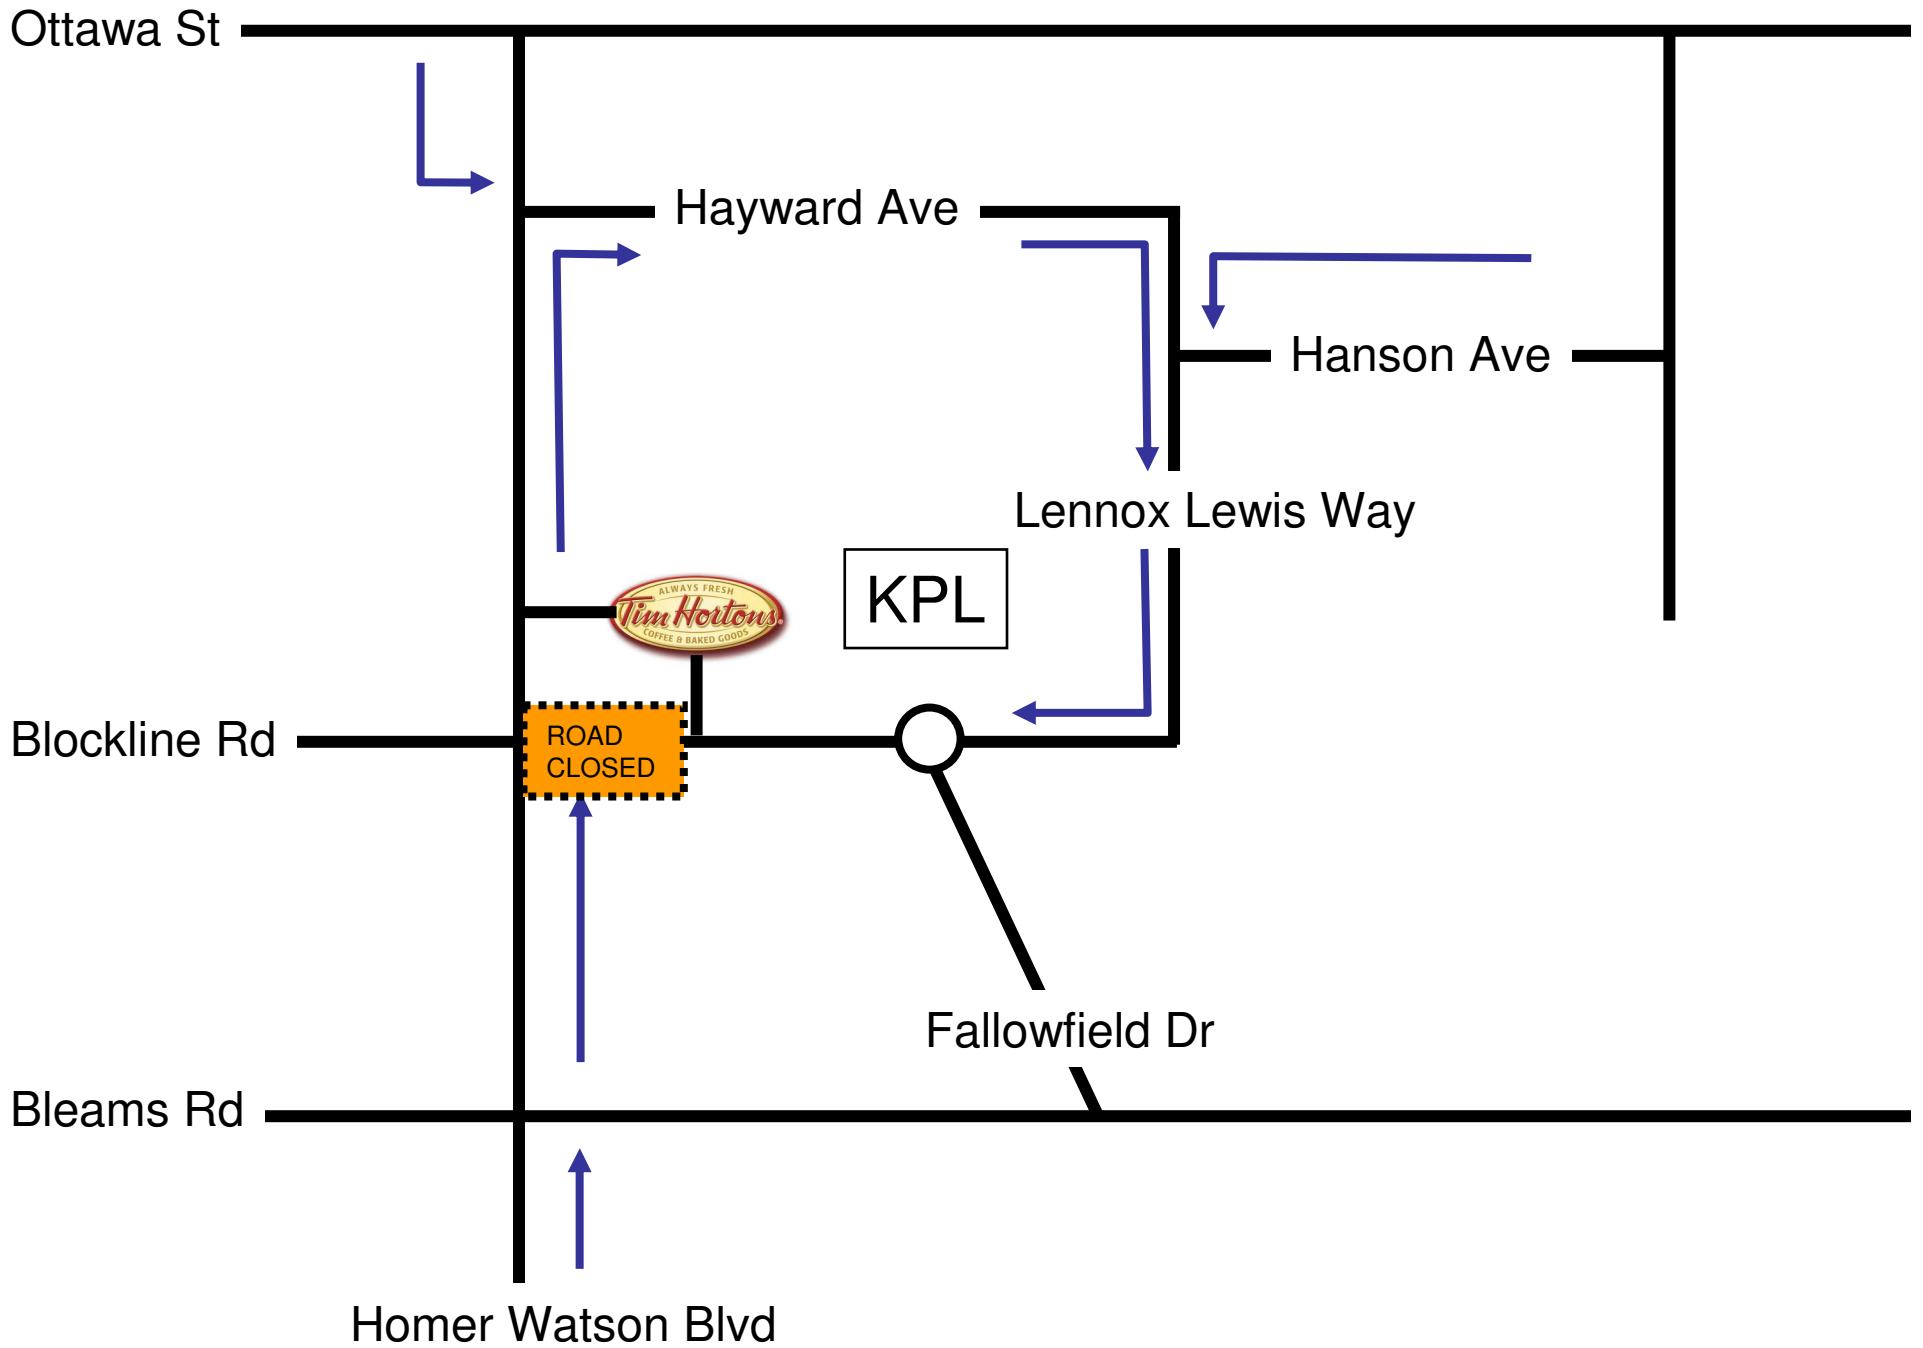 Ottawa St
Hayward Ave
Hanson Ave
Lennox Lewis Way
KPL
ALWAYS FRESH
Tim Hortons.
COFFEE & BAKED GOODS
Blockline Rd
ROAD
CLOSED
Fallowfield Dr
Bleams Rd
Homer Watson Blvd